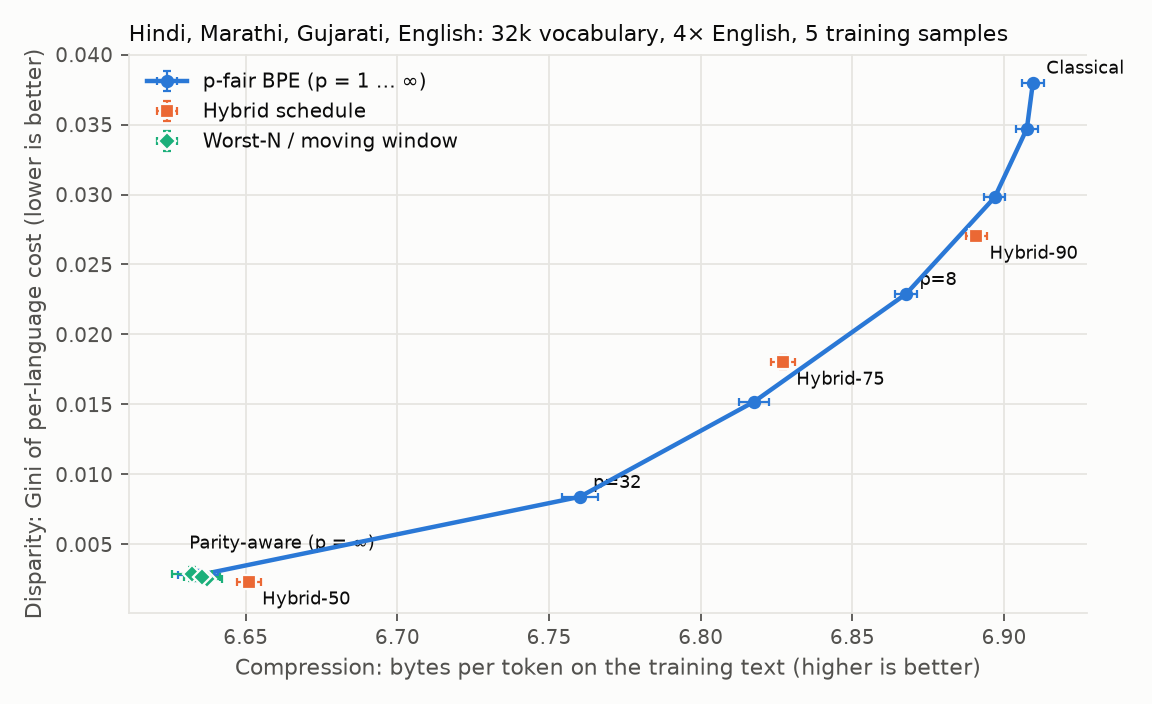 Hindi, Marathi, Gujarati, English: 32k vocabulary, 4× English, 5 training samples
p-fair BPE (p = 1 ... ∞)
Hybrid schedule
Worst-N / moving window
Classical
Hybrid-90
p=8
Hybrid-75
p=32
Parity-aware (p = ∞)
Hybrid-50
Disparity: Gini of per-language cost (lower is better)
0.040
0.035
0.030
0.025
0.020
0.015
0.010
0.005
6.65
6.70
6.75
6.80
6.85
6.90
Compression: bytes per token on the training text (higher is better)